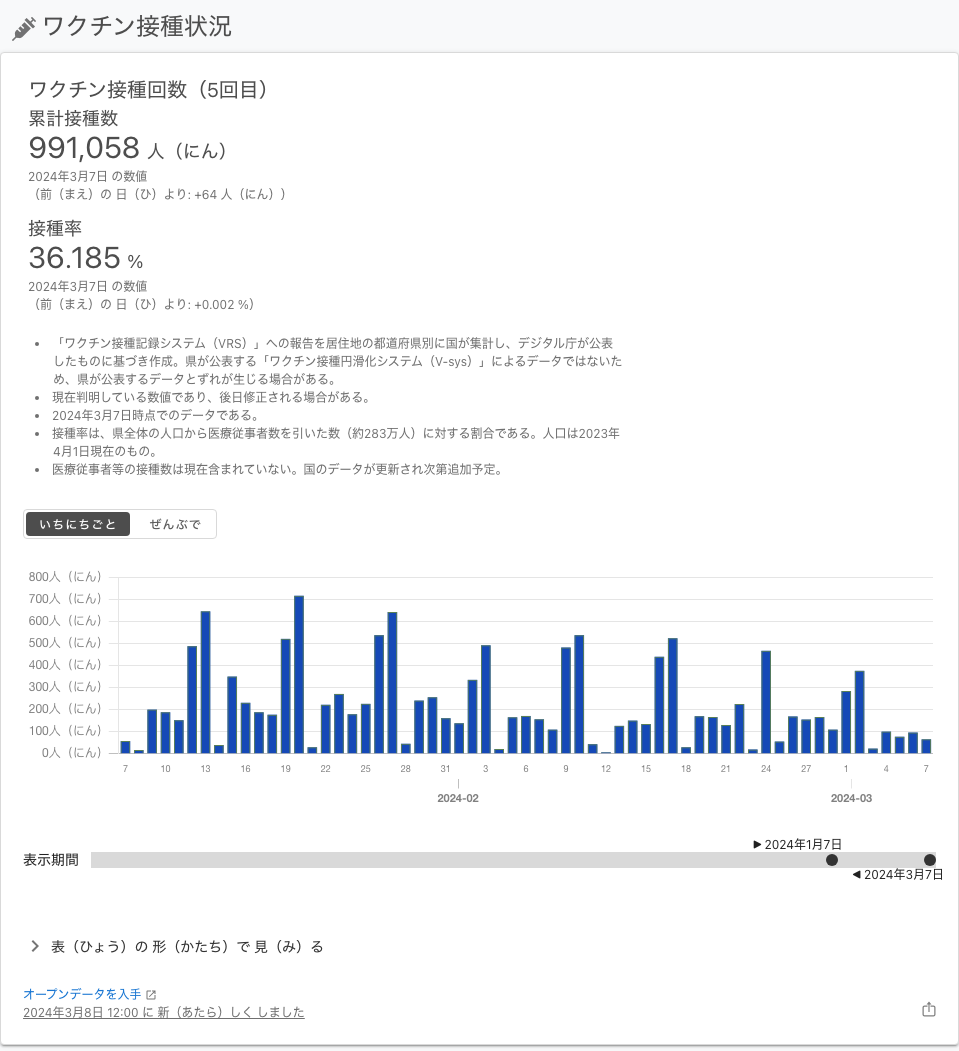 ワクチン接種状況
ワクチン接種回数（5回目）
累計接種数
991,058 人（にん）
2024年3月7日 の数値
（前（まえ）の 日（ひ）より: +64 人（にん））
接種率
36.185 %
2024年3月7日 の数値
（前（まえ）の 日（ひ）より: +0.002 %）
• 「ワクチン接種記録システム（VRS）」への報告を居住地の都道府県別に国が集計し、デジタル庁が公表
したものに基づき作成。県が公表する「ワクチン接種円滑化システム（V-sys）」によるデータではないた
め、県が公表するデータとずれが生じる場合がある。
• 現在判明している数値であり、後日修正される場合がある。
• 2024年3月7日時点でのデータである。
• 接種率は、県全体の人口から医療従事者数を引いた数（約283万人）に対する割合である。人口は2023年
4月1日現在のもの。
• 医療従事者等の接種数は現在含まれていない。国のデータが更新され次第追加予定。
いちにちごと ぜんぶで
800人（にん）
700人（にん）
600人（にん）
500人（にん）
400人（にん）
300人（にん）
200人（にん）
100人（にん）
0人（にん）
7 10 13 16 19 22 25 28 31 3 6 9 12 15 18 21 24 27 1 4 7
2024-02 2024-03
▶ 2024年1月7日
表示期間
◀ 2024年3月7日
表（ひょう）の 形（かたち）で 見（み）る
オープンデータを入手
2024年3月8日 12:00 に 新（あたら）しく しました